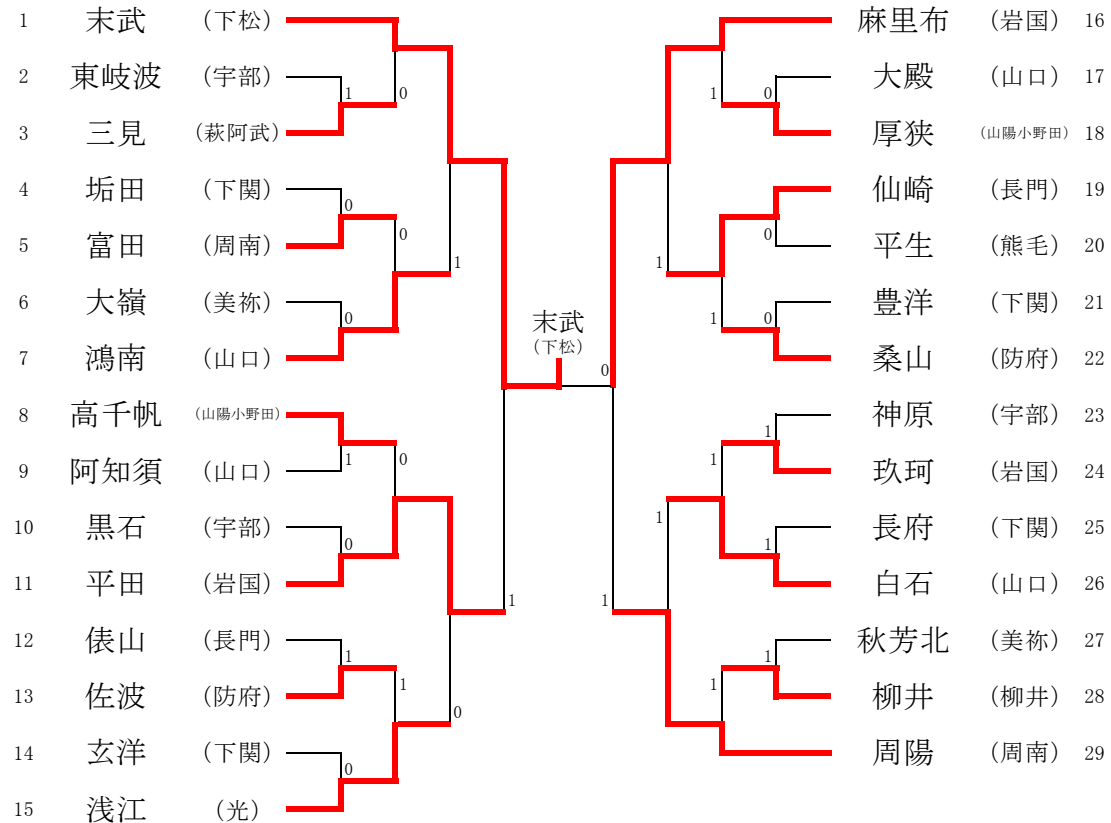 1 末武 (下松)
2 東岐波 (宇部)
3 三見 (萩阿武)
4 垢田 (下関)
5 富田 (周南)
6 大嶺 (美祢)
7 鴻南 (山口)
8 高千帆 (山陽小野田)
9 阿知須 (山口)
10 黒石 (宇部)
11 平田 (岩国)
12 俵山 (長門)
13 佐波 (防府)
14 玄洋 (下関)
15 浅江 (光)
1 0
0
0
0
1
1 0
0
1 1
0
0
1
末武
(下松)
0
1
1 0
0
1 0
1
1
1
1
1
1
1
麻里布 (岩国) 16
大殿 (山口) 17
厚狭 (山陽小野田) 18
仙崎 (長門) 19
平生 (熊毛) 20
豊洋 (下関) 21
桑山 (防府) 22
神原 (宇部) 23
玖珂 (岩国) 24
長府 (下関) 25
白石 (山口) 26
秋芳北 (美祢) 27
柳井 (柳井) 28
周陽 (周南) 29